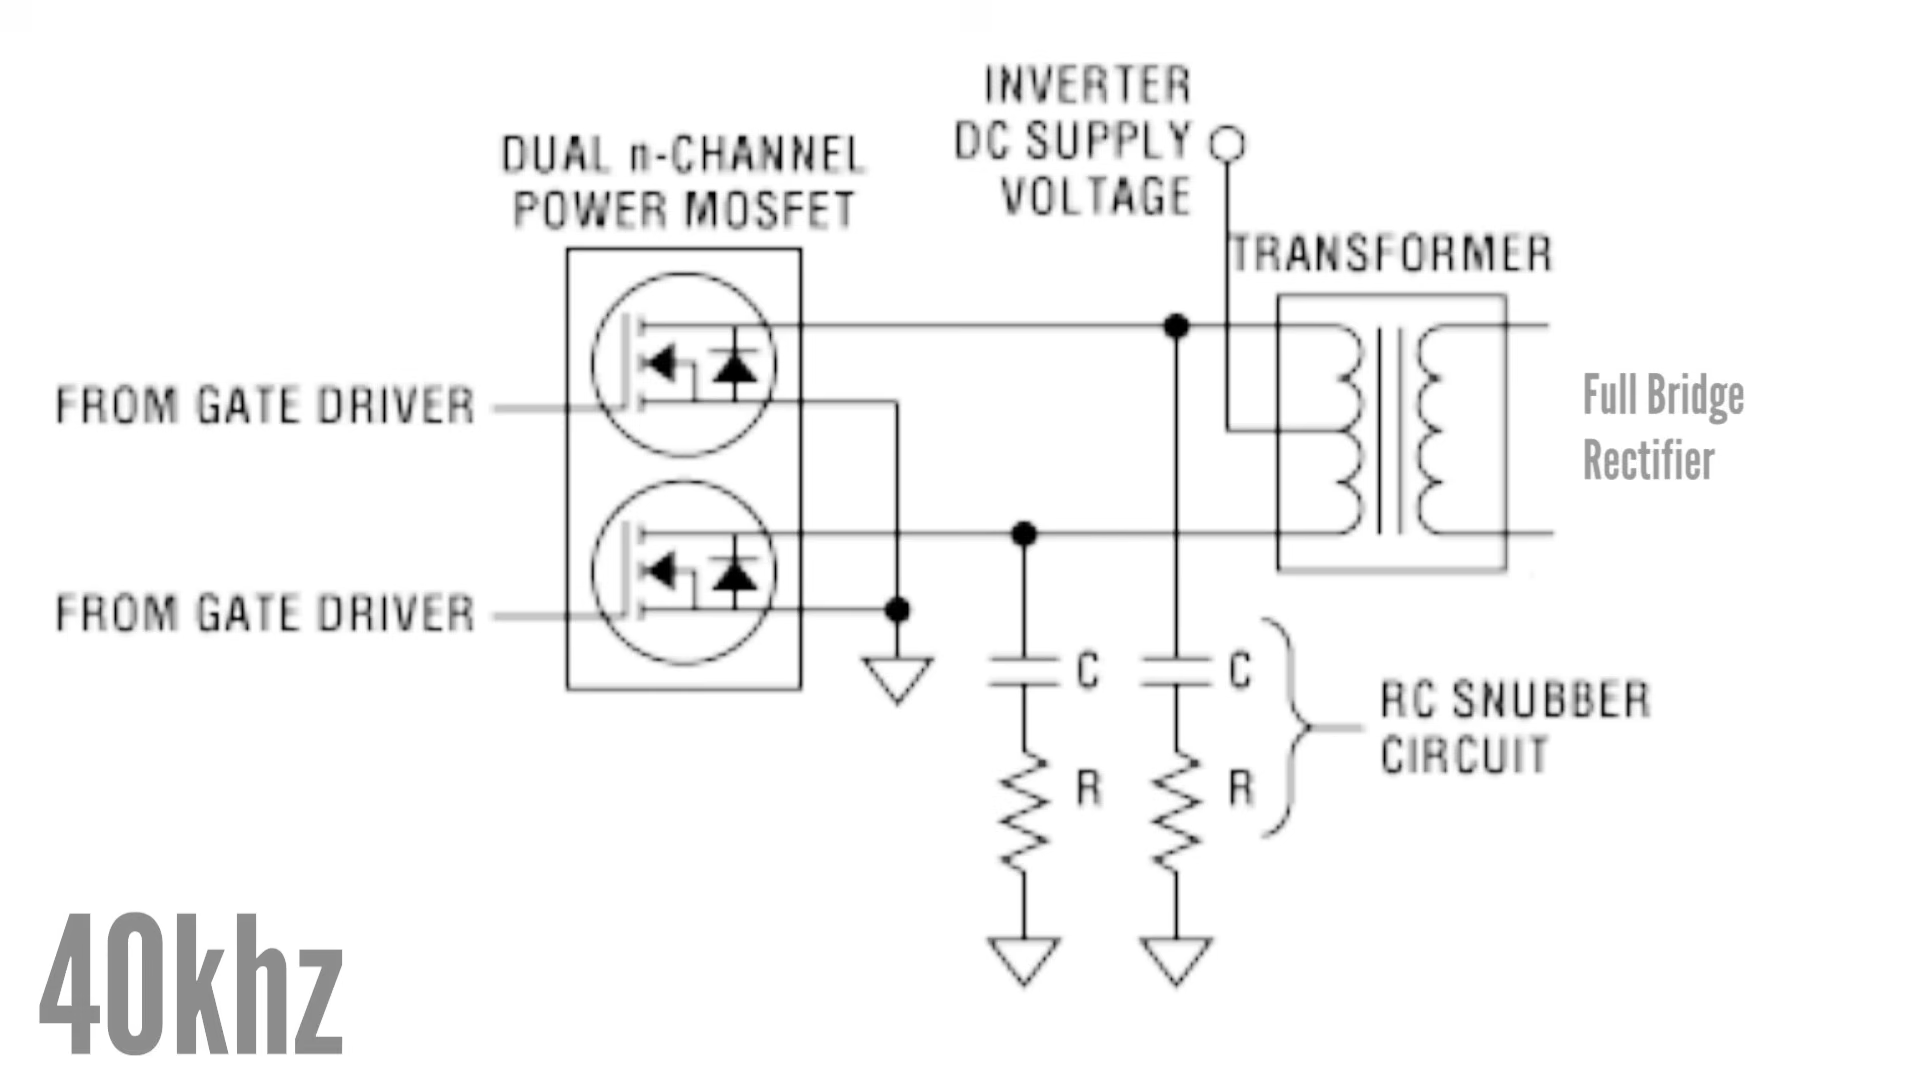 INVERTER
DC SUPPLY
VOLTAGE
DUAL n-CHANNEL
POWER MOSFET
TRANSFORMER
FROM GATE DRIVER
Full Bridge
Rectifier
FROM GATE DRIVER
C
C
RC SNUBBER
CIRCUIT
R
R
40khz